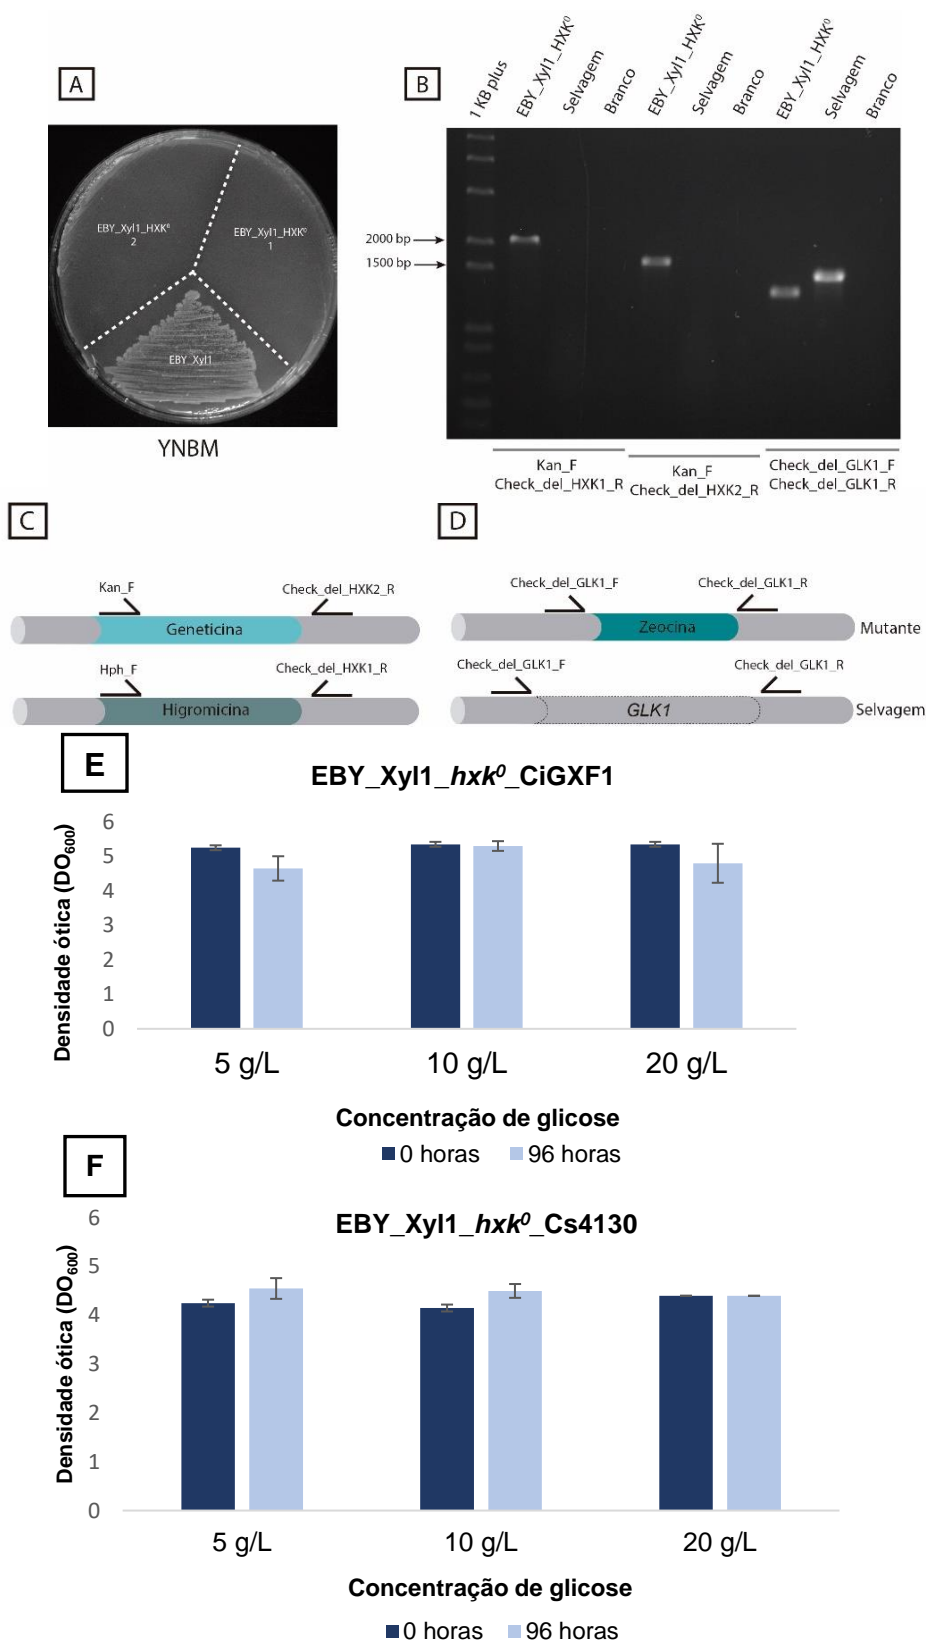 A
EBY_Xyl1_HXK⁰
2
EBY_Xyl1_HXK⁰
1
EBY_Xyl1
YNBM
B
1 KB plus
EBY_Xyl1_HXK⁰
Selvagem
Branco
EBY_Xyl1_HXK⁰
Selvagem
Branco
EBY_Xyl1_HXK⁰
Selvagem
Branco
2000 bp
1500 bp
Kan_F
Check_del_HXK1_R
Kan_F
Check_del_HXK2_R
Check_del_GLK1_F
Check_del_GLK1_R
C
Kan_F
Check_del_HXK2_R
Geneticina
Hph_F
Check_del_HXK1_R
Higromicina
D
Check_del_GLK1_F
Check_del_GLK1_R
Zeocina
Mutante
Check_del_GLK1_F
Check_del_GLK1_R
GLK1
Selvagem
E
EBY_Xyl1_hxk⁰_CiGXF1
Densidade ótica (DO₆₀₀)
6
5
4
3
2
1
0
5 g/L 10 g/L 20 g/L
Concentração de glicose
0 horas 96 horas
F
EBY_Xyl1_hxk⁰_Cs4130
Densidade ótica (DO₆₀₀)
6
5
4
3
2
1
0
5 g/L 10 g/L 20 g/L
Concentração de glicose
0 horas 96 horas